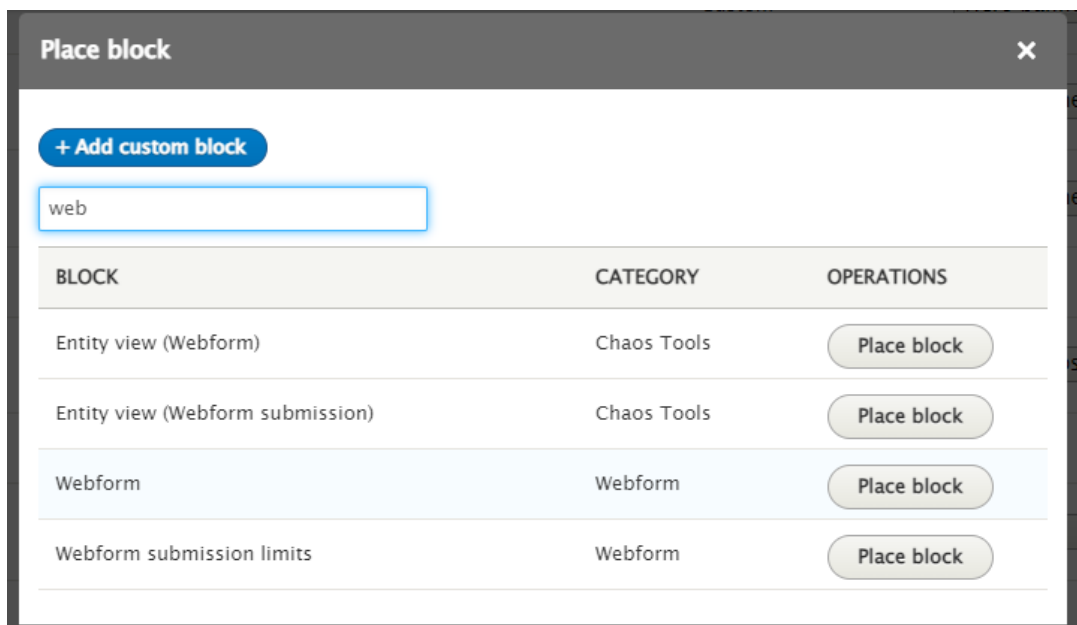 Place block ×
+ Add custom block
web
BLOCK CATEGORY OPERATIONS
Entity view (Webform) Chaos Tools Place block
Entity view (Webform submission) Chaos Tools Place block
Webform Webform Place block
Webform submission limits Webform Place block